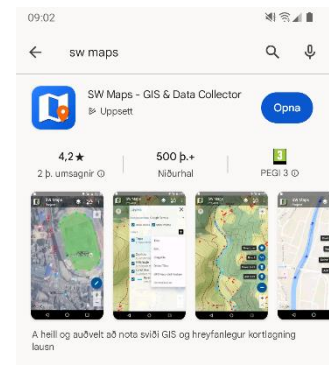 09:02
sw maps
SW Maps - GIS & Data Collector
Uppsett
Opna
4,2★
500 þ.+
2 þ. umsagnir
Niðurhal
PEGI 3
A heill og auðvelt að nota sviði GIS og hreyfanlegur kortlagning
lausn